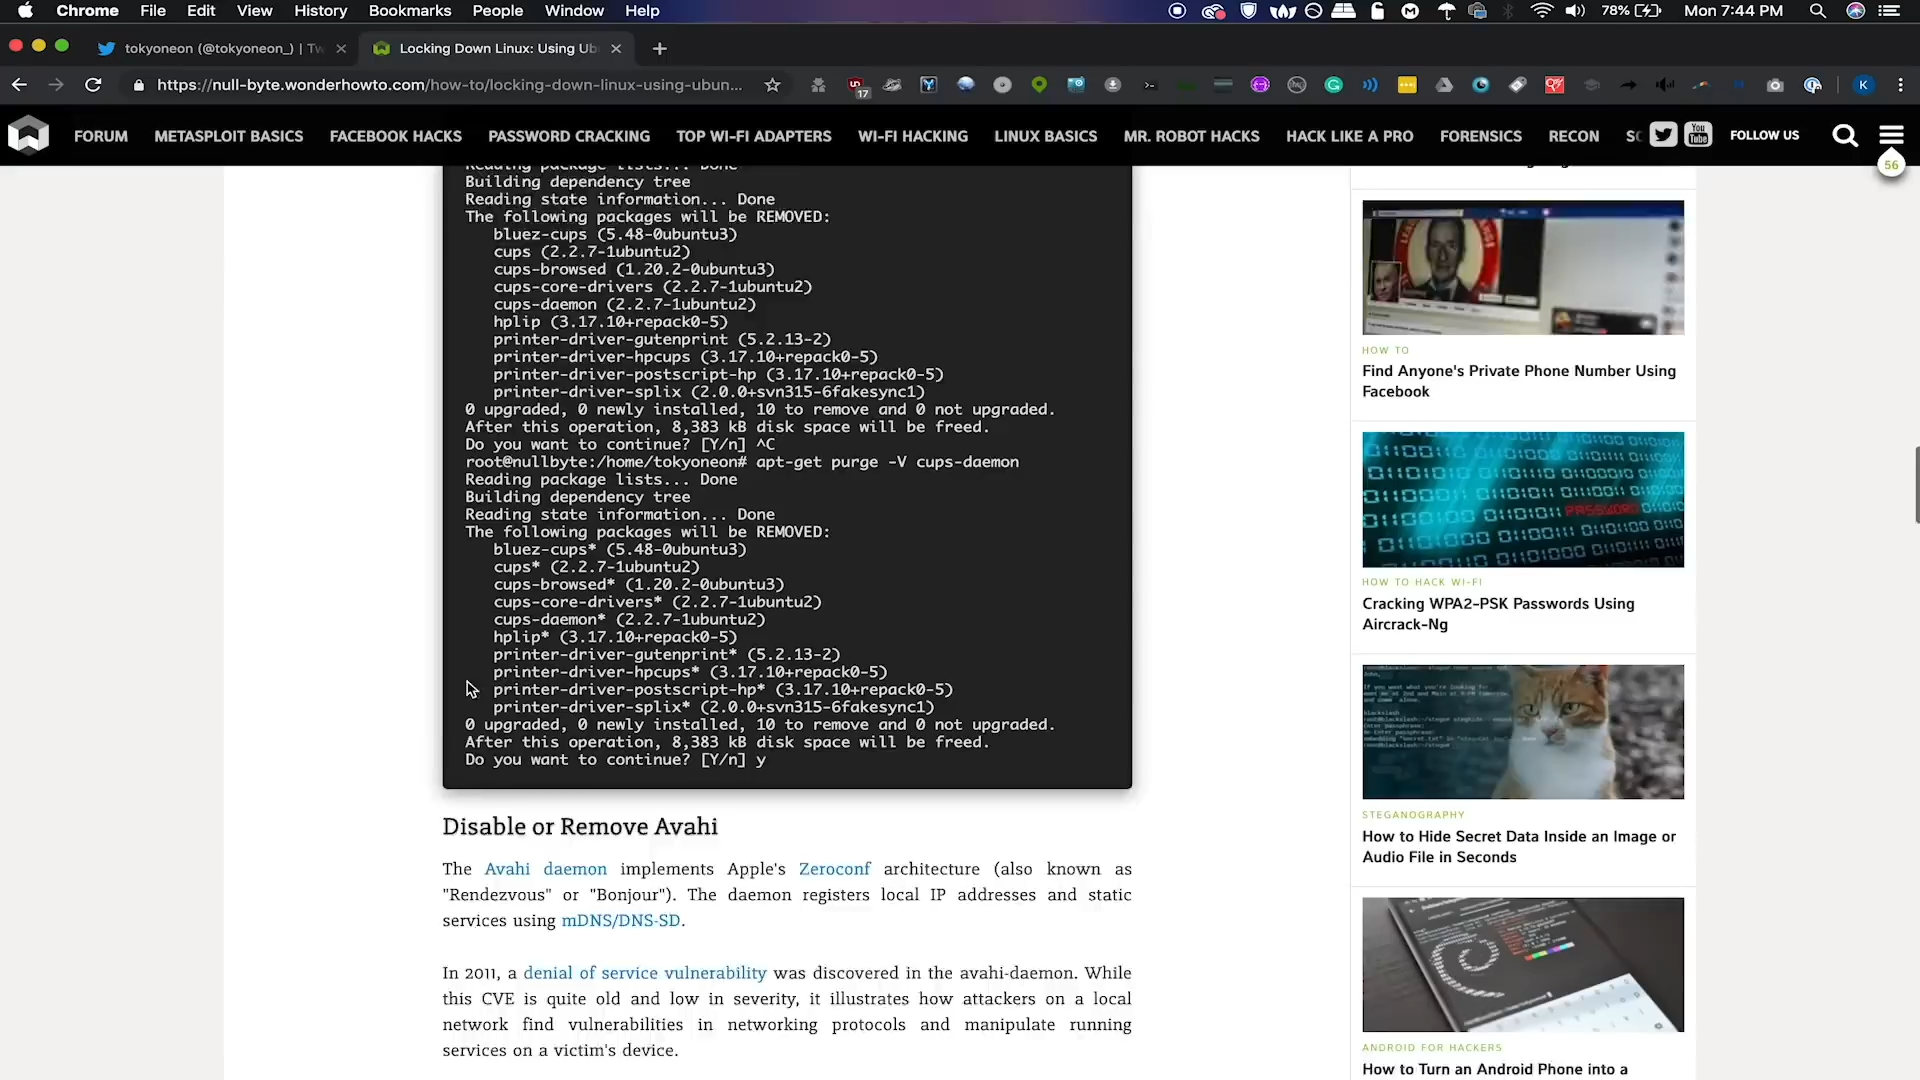 Chrome File Edit View History Bookmarks People Window Help 78% Mon 7:44 PM
tokyoneon (@tokyoneon_) | Tw
Locking Down Linux: Using Ub
https://null-byte.wonderhowto.com/how-to/locking-down-linux-using-ubun...
17
K
FORUM METASPLOIT BASICS FACEBOOK HACKS PASSWORD CRACKING TOP WI-FI ADAPTERS WI-FI HACKING LINUX BASICS MR. ROBOT HACKS HACK LIKE A PRO FORENSICS RECON SC You Tube FOLLOW US
56
Reading package lists... Done
Building dependency tree
Reading state information... Done
The following packages will be REMOVED:
bluez-cups (5.48-0ubuntu3)
cups (2.2.7-1ubuntu2)
cups-browsed (1.20.2-0ubuntu3)
cups-core-drivers (2.2.7-1ubuntu2)
cups-daemon (2.2.7-1ubuntu2)
hplip (3.17.10+repack0-5)
printer-driver-gutenprint (5.2.13-2)
printer-driver-hpcups (3.17.10+repack0-5)
printer-driver-postscript-hp (3.17.10+repack0-5)
printer-driver-splix (2.0.0+svn315-6fakesync1)
0 upgraded, 0 newly installed, 10 to remove and 0 not upgraded.
After this operation, 8,383 kB disk space will be freed.
Do you want to continue? [Y/n] ^C
root@nullbyte:/home/tokyoneon# apt-get purge -V cups-daemon
Reading package lists... Done
Building dependency tree
Reading state information... Done
The following packages will be REMOVED:
bluez-cups* (5.48-0ubuntu3)
cups* (2.2.7-1ubuntu2)
cups-browsed* (1.20.2-0ubuntu3)
cups-core-drivers* (2.2.7-1ubuntu2)
cups-daemon* (2.2.7-1ubuntu2)
hplip* (3.17.10+repack0-5)
printer-driver-gutenprint* (5.2.13-2)
printer-driver-hpcups* (3.17.10+repack0-5)
printer-driver-postscript-hp* (3.17.10+repack0-5)
printer-driver-splix* (2.0.0+svn315-6fakesync1)
0 upgraded, 0 newly installed, 10 to remove and 0 not upgraded.
After this operation, 8,383 kB disk space will be freed.
Do you want to continue? [Y/n] y
Disable or Remove Avahi
The Avahi daemon implements Apple's Zeroconf architecture (also known as
"Rendezvous" or "Bonjour"). The daemon registers local IP addresses and static
services using mDNS/DNS-SD.
In 2011, a denial of service vulnerability was discovered in the avahi-daemon. While
this CVE is quite old and low in severity, it illustrates how attackers on a local
network find vulnerabilities in networking protocols and manipulate running
services on a victim's device.
HOW TO
Find Anyone's Private Phone Number Using
Facebook
PASSWORD
HOW TO HACK WI-FI
Cracking WPA2-PSK Passwords Using
Aircrack-Ng
STEGANOGRAPHY
How to Hide Secret Data Inside an Image or
Audio File in Seconds
ANDROID FOR HACKERS
How to Turn an Android Phone into a